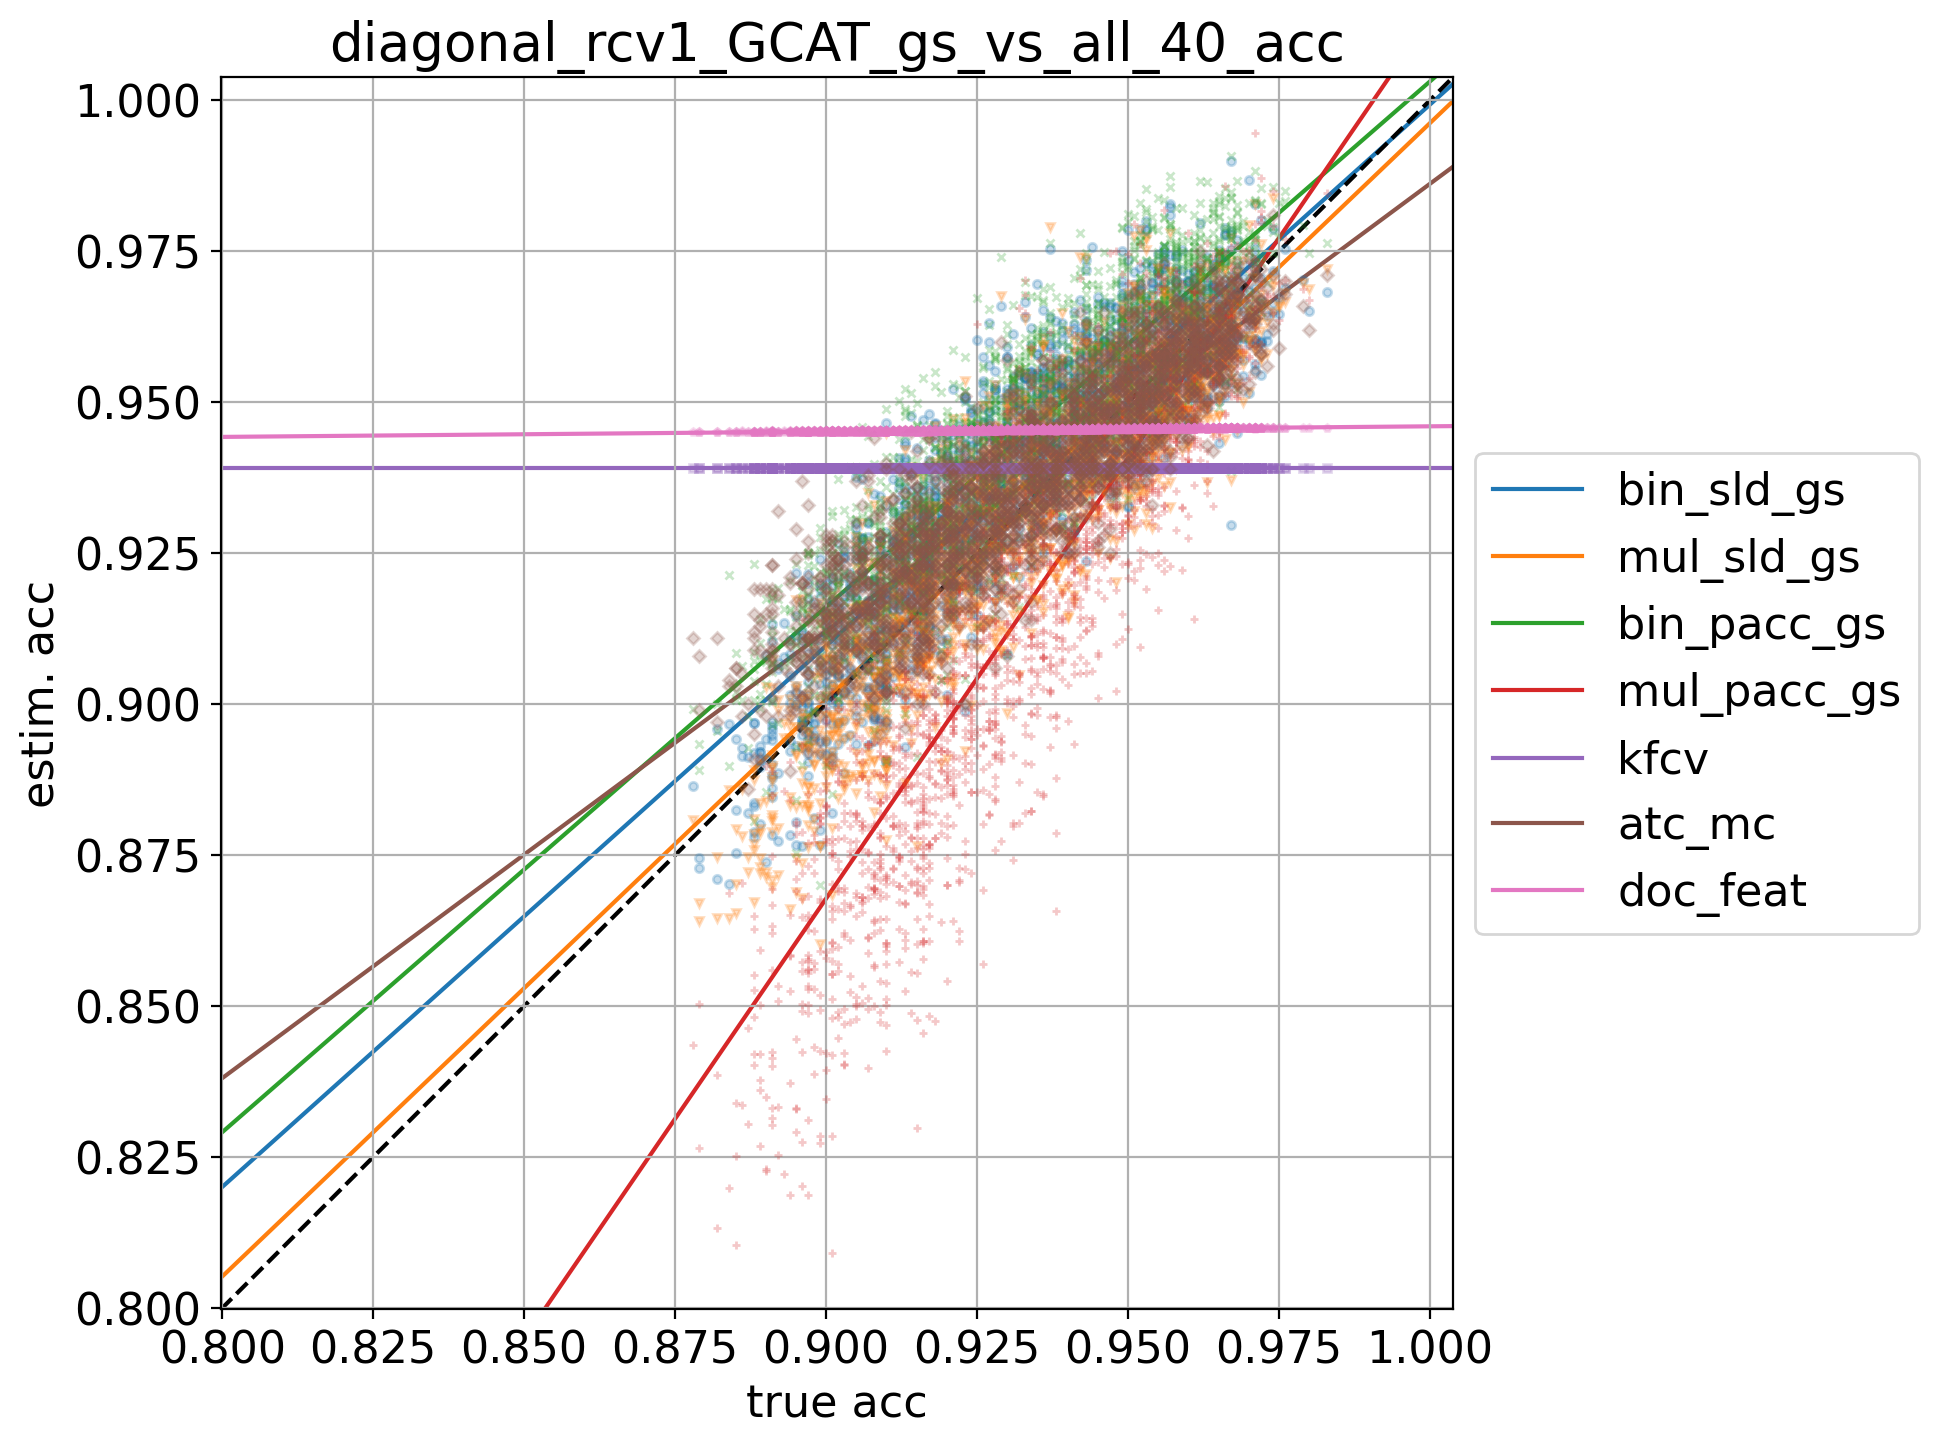 diagonal_rcv1_GCAT_gs_vs_all_40_acc
1.000
0.975
0.950
0.925
0.900
0.875
0.850
0.825
0.800
estim. acc
0.800 0.825 0.850 0.875 0.900 0.925 0.950 0.975 1.000
true acc
bin_sld_gs
mul_sld_gs
bin_pacc_gs
mul_pacc_gs
kfcv
atc_mc
doc_feat